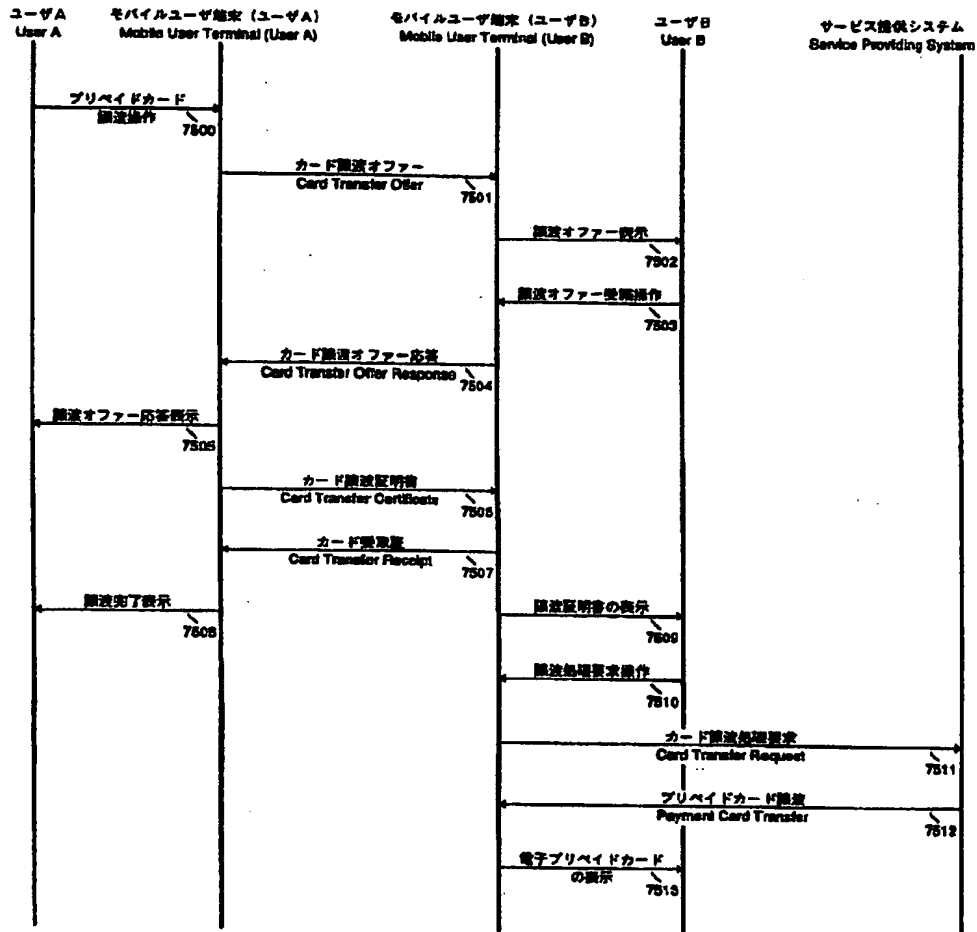 ユーザA
User A
モバイルユーザ端末（ユーザA）
Mobile User Terminal (User A)
モバイルユーザ端末（ユーザB）
Mobile User Terminal (User B)
ユーザB
User B
サービス提供システム
Service Providing System
プリペイドカード
譲渡操作
7500
カード譲渡オファー
Card Transfer Offer
7501
譲渡オファー表示
7502
譲渡オファー受諾操作
7503
カード譲渡オファー応答
Card Transfer Offer Response
7504
譲渡オファー応答表示
7505
カード譲渡証明書
Card Transfer Certificate
7506
カード受取証
Card Transfer Receipt
7507
譲渡完了表示
7508
譲渡証明書の表示
7509
譲渡処理要求操作
7510
カード譲渡処理要求
Card Transfer Request
7511
プリペイドカード譲渡
Payment Card Transfer
7512
電子プリペイドカード
の表示
7513